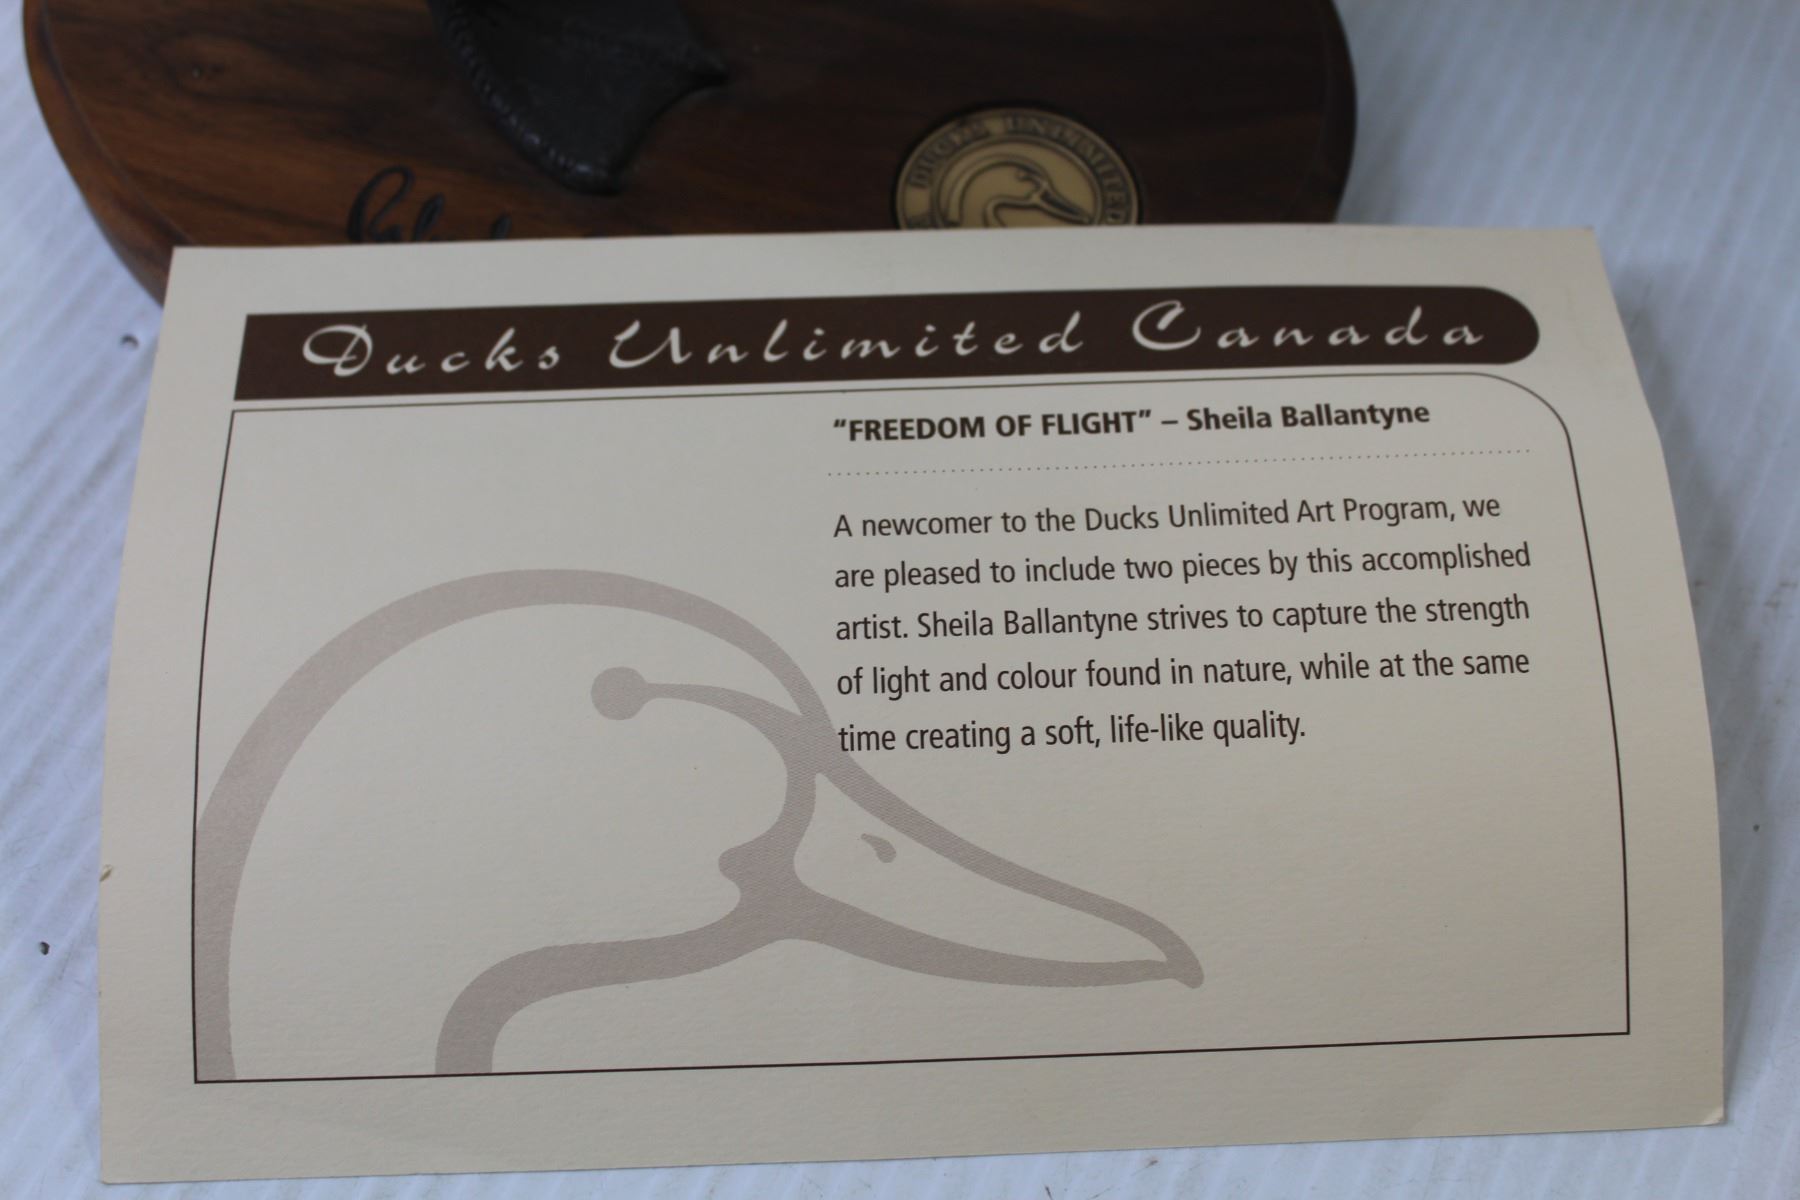 DUCKS UNLIMITED
Ducks Unlimited Canada
“FREEDOM OF FLIGHT” – Sheila Ballantyne
A newcomer to the Ducks Unlimited Art Program, we
are pleased to include two pieces by this accomplished
artist. Sheila Ballantyne strives to capture the strength
of light and colour found in nature, while at the same
time creating a soft, life-like quality.